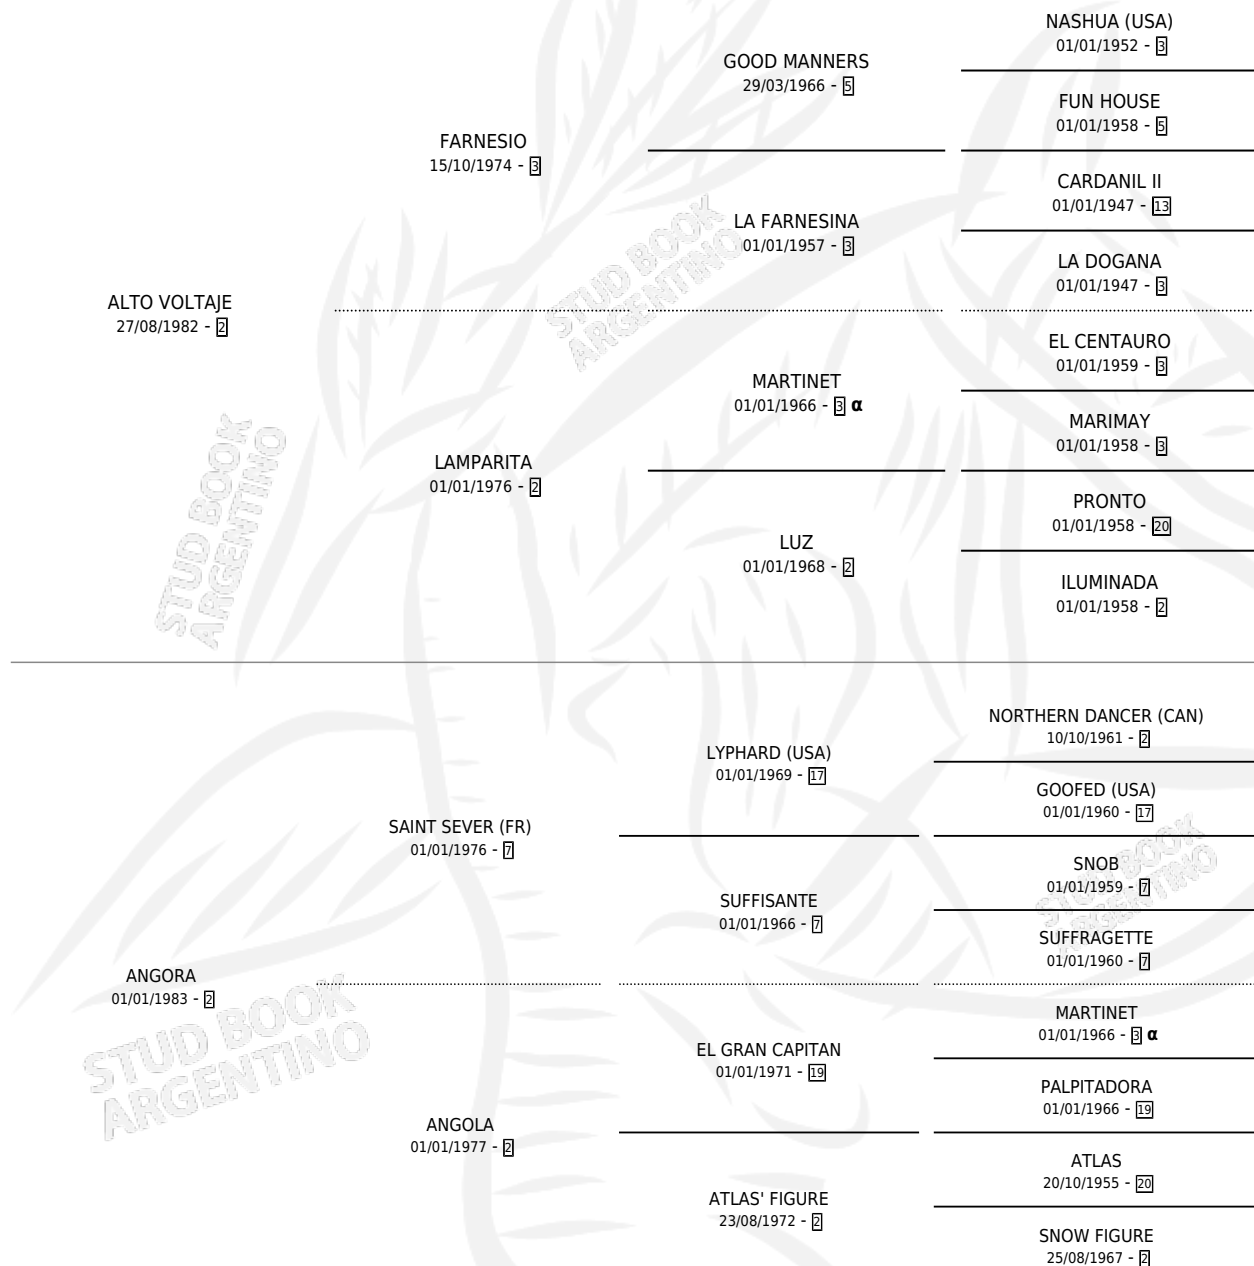 NASHUA (USA)
01/01/1952 - 3
GOOD MANNERS
29/03/1966 - 5
FUN HOUSE
01/01/1958 - 5
FARNESIO
15/10/1974 - 3
CARDANIL II
01/01/1947 - 13
LA FARNESINA
01/01/1957 - 3
LA DOGANA
01/01/1947 - 3
ALTO VOLTAJE
27/08/1982 - 2
EL CENTAURO
01/01/1959 - 3
MARTINET
01/01/1966 - 3 α
MARIMAY
01/01/1958 - 3
LAMPARITA
01/01/1976 - 2
PRONTO
01/01/1958 - 20
LUZ
01/01/1968 - 2
ILUMINADA
01/01/1958 - 2
NORTHERN DANCER (CAN)
10/10/1961 - 2
LYPHARD (USA)
01/01/1969 - 17
GOOFED (USA)
01/01/1960 - 17
SAINT SEVER (FR)
01/01/1976 - 7
SNOB
01/01/1959 - 7
SUFFISANTE
01/01/1966 - 7
SUFFRAGETTE
01/01/1960 - 7
ANGORA
01/01/1983 - 2
MARTINET
01/01/1966 - 3 α
EL GRAN CAPITAN
01/01/1971 - 19
PALPITADORA
01/01/1966 - 19
ANGOLA
01/01/1977 - 2
ATLAS
20/10/1955 - 20
ATLAS' FIGURE
23/08/1972 - 2
SNOW FIGURE
25/08/1967 - 2
STUD BOOK
ARGENTINO
STUD BOOK
ARGENTINO
STUD BOOK
ARGENTINO
STUD BOOK
ARGENTINO